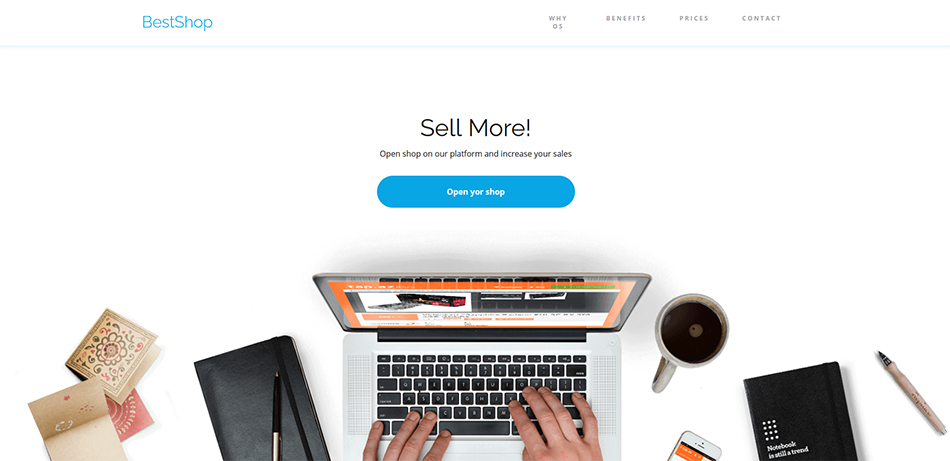 BestShop
WHY
OS
BENEFITS
PRICES
CONTACT
Sell More!
Open shop on our platform and increase your sales
Open yor shop
Notebook
is still a trend